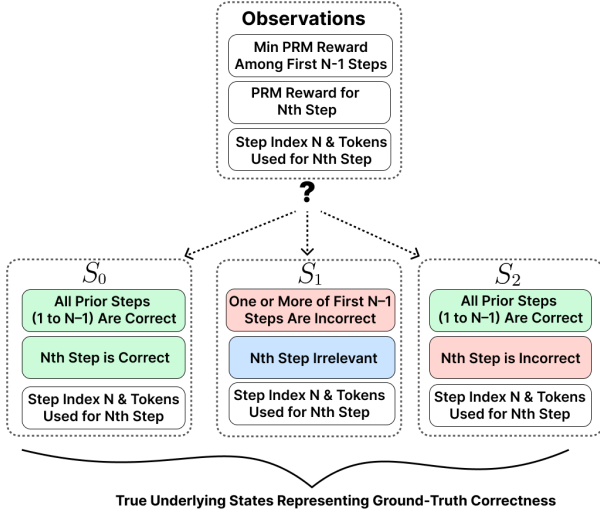 Observations
Min PRM Reward
Among First N-1 Steps
PRM Reward for
Nth Step
Step Index N & Tokens
Used for Nth Step
?
S₀
All Prior Steps
(1 to N–1) Are Correct
Nth Step is Correct
Step Index N & Tokens
Used for Nth Step
S₁
One or More of First N–1
Steps Are Incorrect
Nth Step Irrelevant
Step Index N & Tokens
Used for Nth Step
S₂
All Prior Steps
(1 to N–1) Are Correct
Nth Step is Incorrect
Step Index N & Tokens
Used for Nth Step
True Underlying States Representing Ground-Truth Correctness